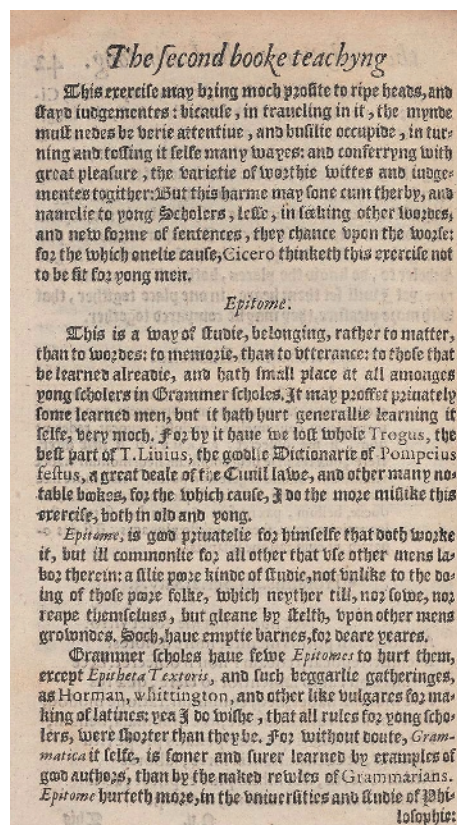 The second booke teachyng
This exercise may bring moch profite to ripe heads, and
stayd iudgementes: bicause, in traueling in it, the mynde
must nedes be verie attentiue, and busilie occupide, in tur-
ning and tossing it selfe many wayes: and conferryng with
great pleasure, the varietie of worthie wittes and iudge-
mentes togither: But this harme may sone cum therby, and
namelie to yong Scholers, lesse, in seeking other wordes,
and new forme of sentences, they chance vpon the worse:
for the which onelie cause, Cicero thinketh this exercise not
to be fit for yong men.
Epitome.
This is a way of studie, belonging, rather to matter,
than to wordes: to memorie, than to vtterance: to those that
be learned alreadie, and hath small place at all amonges
yong scholers in Grammer scholes. It may proffet priuately
some learned men, but it hath hurt generallie learning it
selfe, very moch. For by it haue we lost whole Trogus, the
best part of T. Liuius, the goodlie Dictionarie of Pompeius
festus, a great deale of the Ciuill lawe, and other many no-
table bookes, for the which cause, I do the more mislike this
exercise, both in old and yong.
Epitome, is good priuatelie for himselfe that doth worke
it, but ill commonlie for all other that vse other mens la-
bor therein: a silie poore kinde of studie, not vnlike to the do-
ing of those poore folke, which neyther till, nor sowe, nor
reape themselues, but gleane by stelth, vpon other mens
growndes. Soch, haue emptie barnes, for deare yeares.
Grammer scholes haue fewe Epitomes to hurt them,
except Epitheta Textoris, and such beggarlie gatheringes,
as Horman, whittington, and other like vulgares for ma-
king of latines: yea I do wishe, that all rules for yong scho-
lers, were shorter than they be. For without doute, Gram-
matica it selfe, is sooner and surer learned by examples of
good authors, than by the naked rewles of Grammarians.
Epitome hurteth more, in the vniuersities and studie of Phi-
losophie: